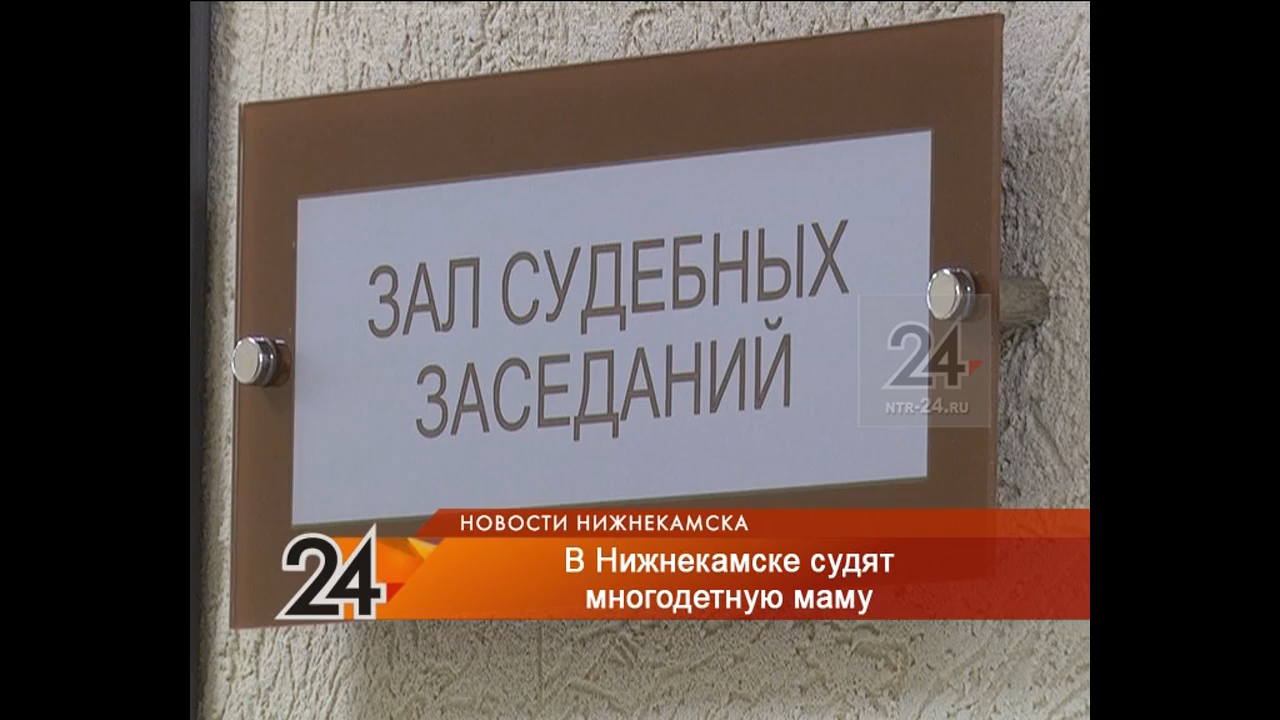 ЗАЛ СУДЕБНЫХ
ЗАСЕДАНИЙ
24
NTR-24.RU
НОВОСТИ НИЖНЕКАМСКА
24
В Нижнекамске судят
многодетную маму